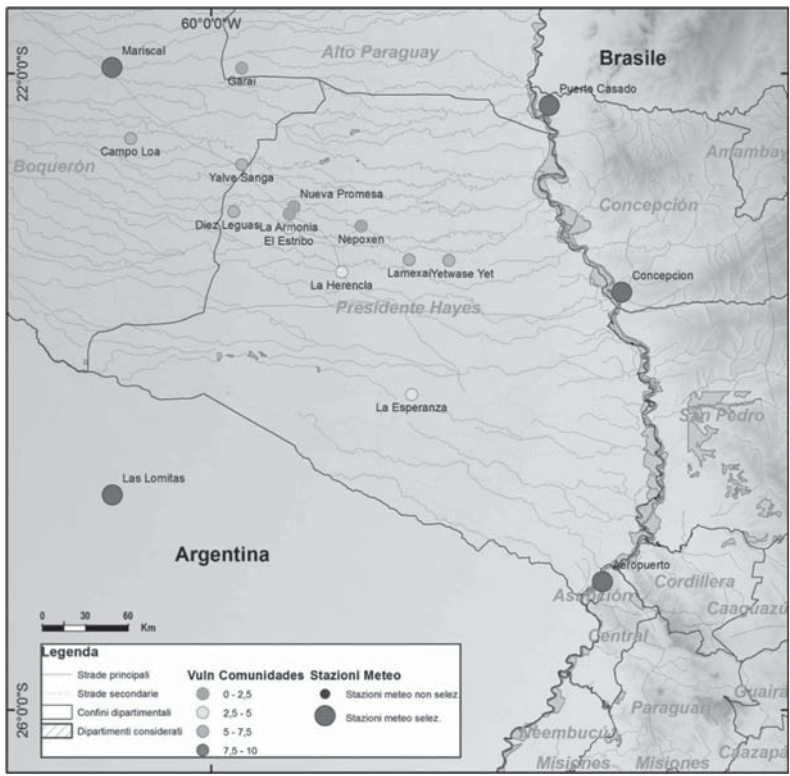 60°0'0"W
22°0'0"S
26°0'0"S
Mariscal
Alto Paraguay
Brasile
Garai
Puerto Casado
Campo Loa
Boquerón
Amambay
Yalve Sanga
Nueva Promesa
Concepción
Diez Leguas
La Armonia
El Estribo
Nepoxen
Lamexai
Yetwase Yet
La Herencia
Concepcion
Presidente Hayes
La Esperanza
San Pedro
Las Lomitas
Argentina
Aeropuerto
Asunción
Cordillera
Caaguazú
Central
0 30 60
Km
Legenda
Strade principali
Strade secondarie
Confini dipartimentali
Dipartimenti considerati
Vuln Comunidades
0 - 2,5
2,5 - 5
5 - 7,5
7,5 - 10
Stazioni Meteo
Stazioni meteo non selez.
Stazioni meteo selez.
Guairá
Paraguarí
Ñeembucú
Caazapá
Misiones
Misiones